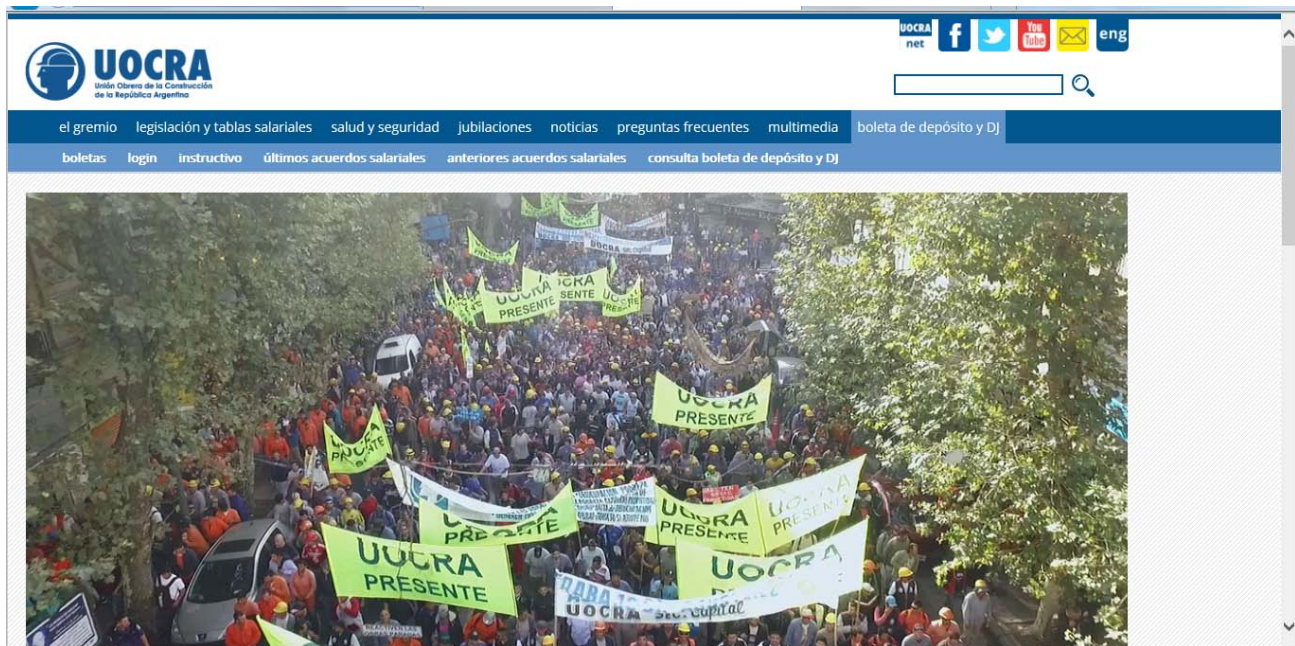 UOCRA
net
You
Tube
eng
UOCRA
Unión Obrera de la Construcción
de la República Argentina
el gremio legislación y tablas salariales salud y seguridad jubilaciones noticias preguntas frecuentes multimedia boleta de depósito y DJ
boletas login instructivo últimos acuerdos salariales anteriores acuerdos salariales consulta boleta de depósito y DJ
UOCRA
UOCRA
PRESENTE
UOCRA
PRESENTE
UOCRA
PRESENTE
UOCRA
PRESENTE
UOCRA
PRESENTE
UOCRA
PRESENTE
UOCRA
UOCRA
Capital